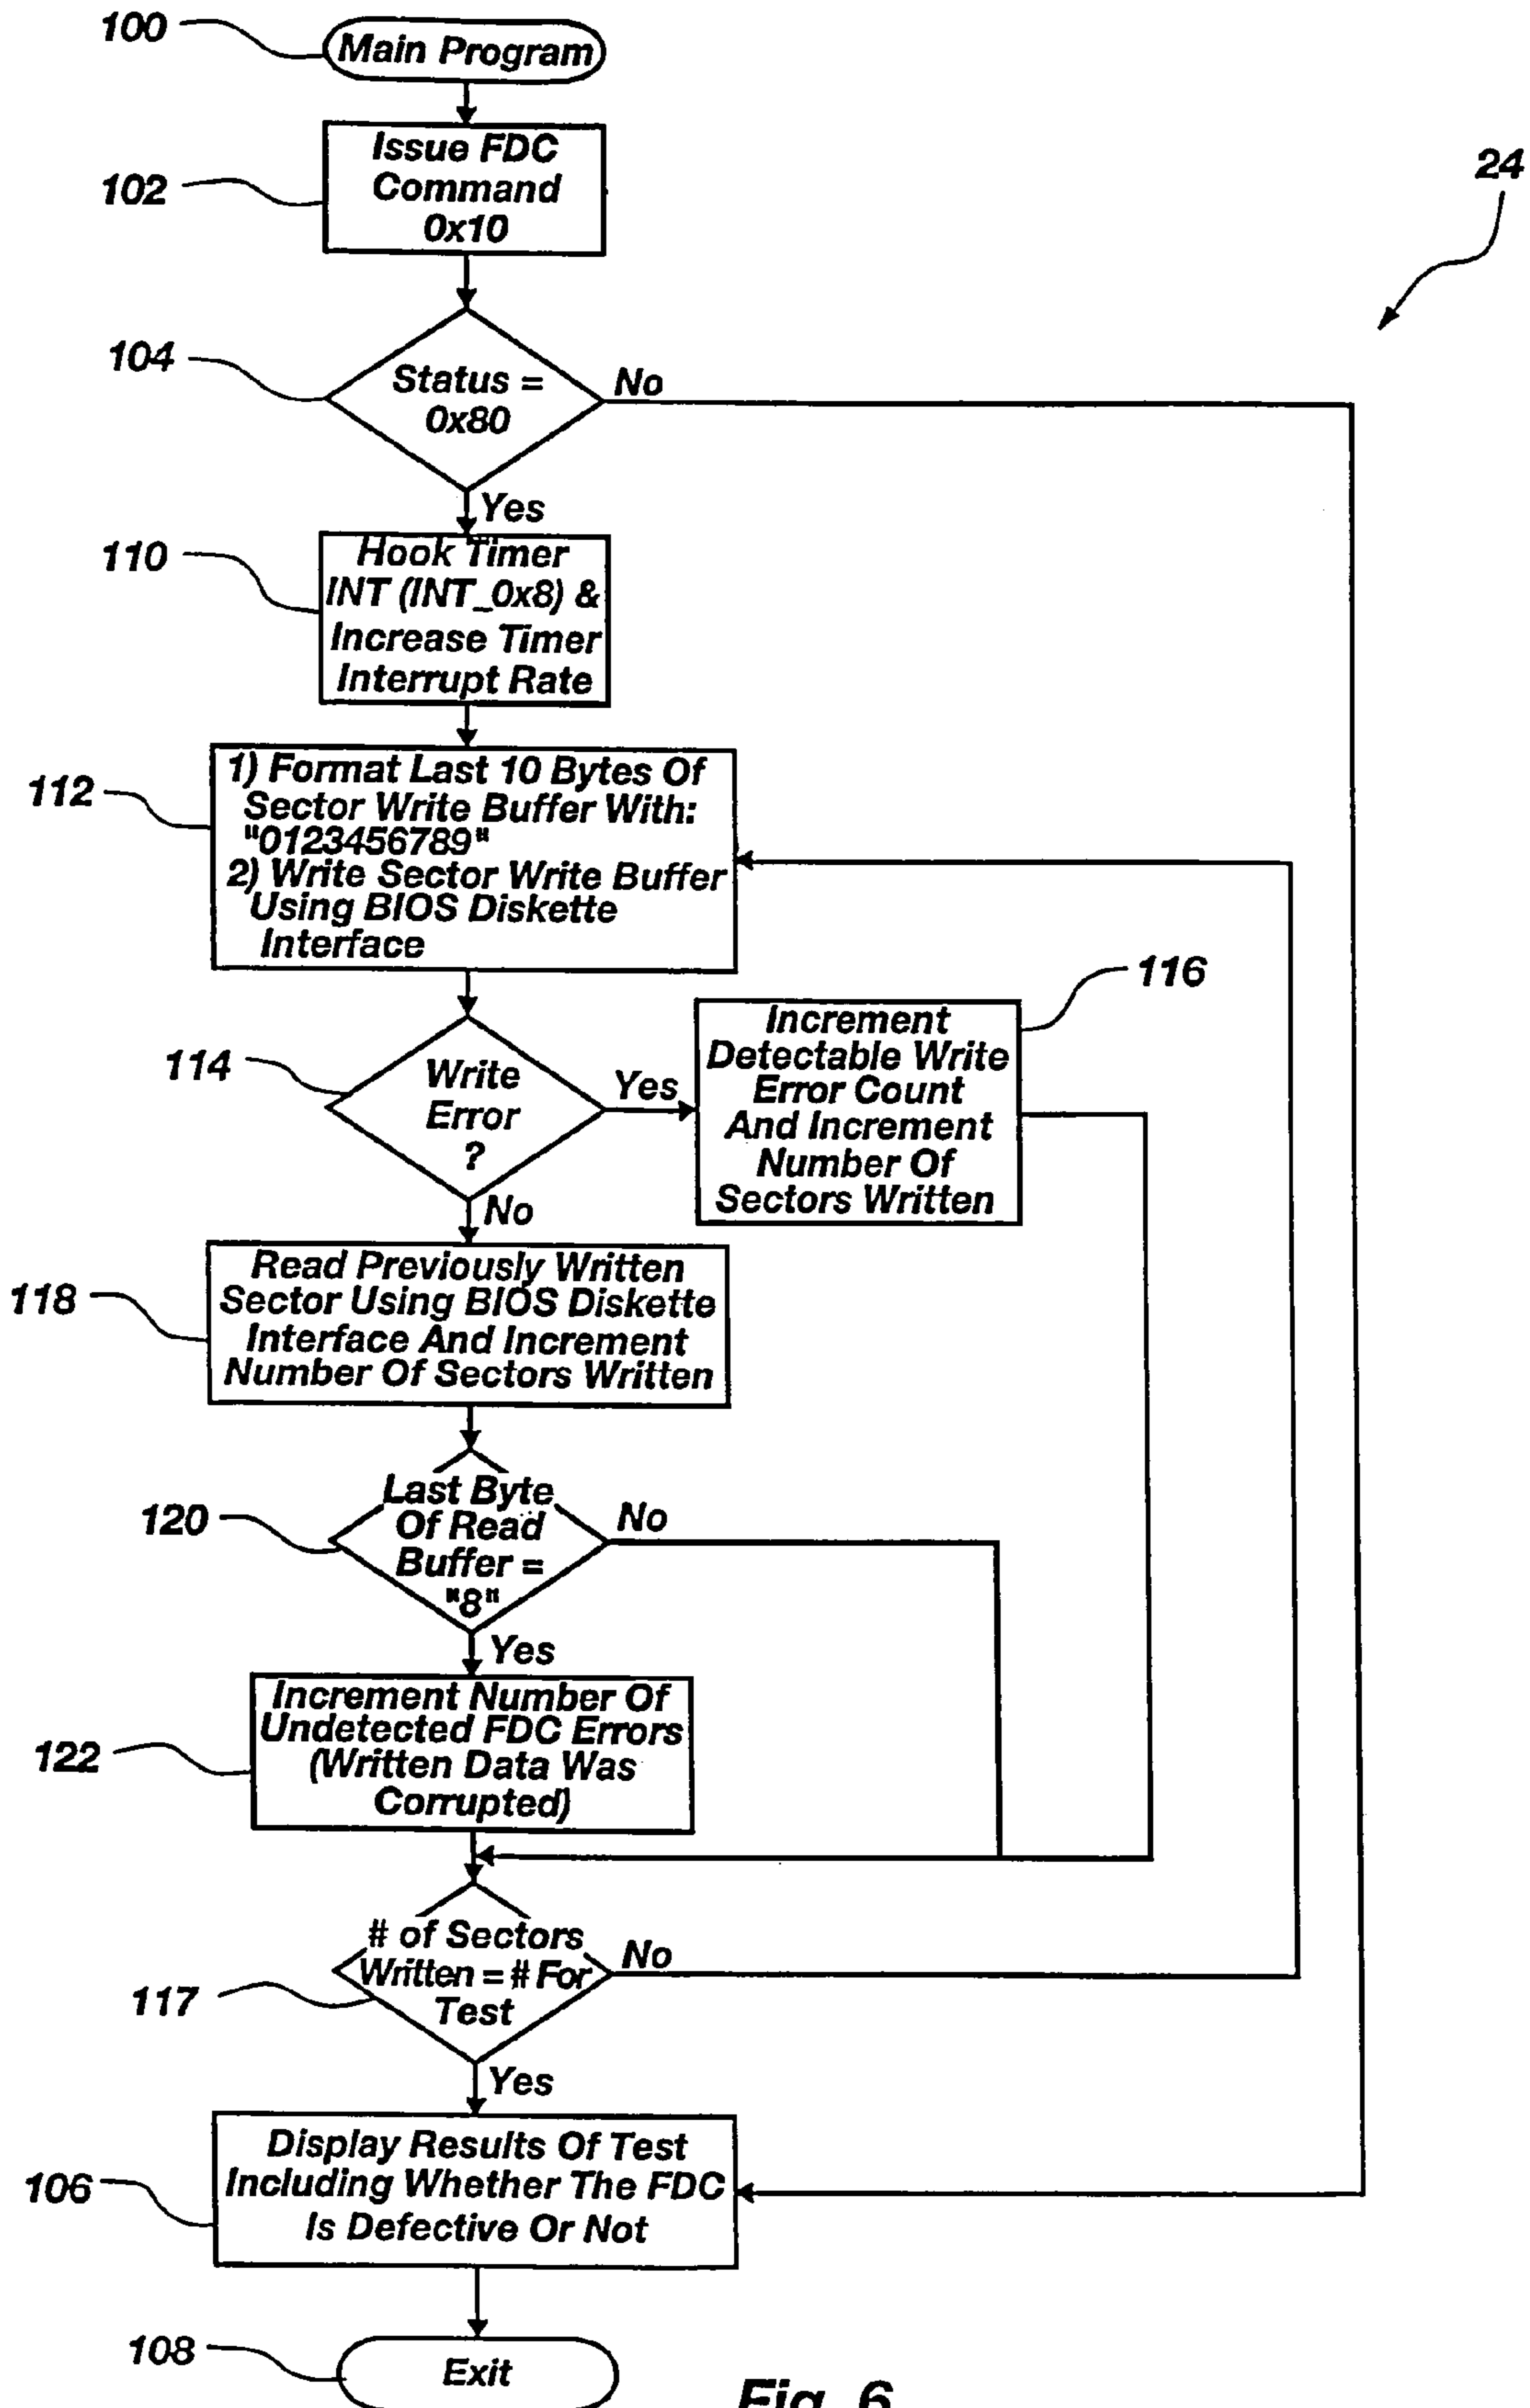 100
Main Program
102
Issue FDC
Command
0x10
24
104
Status =
0x80
No
Yes
110
Hook Timer
INT (INT_0x8) &
Increase Timer
Interrupt Rate
112
1) Format Last 10 Bytes Of
Sector Write Buffer With:
"0123456789"
2) Write Sector Write Buffer
Using BIOS Diskette
Interface
114
Write
Error
?
Yes
No
116
Increment
Detectable Write
Error Count
And Increment
Number Of
Sectors Written
118
Read Previously Written
Sector Using BIOS Diskette
Interface And Increment
Number Of Sectors Written
120
Last Byte
Of Read
Buffer =
"8"
No
Yes
122
Increment Number Of
Undetected FDC Errors
(Written Data Was
Corrupted)
117
# of Sectors
Written = # For
Test
No
Yes
106
Display Results Of Test
Including Whether The FDC
Is Defective Or Not
108
Exit
Fig. 6